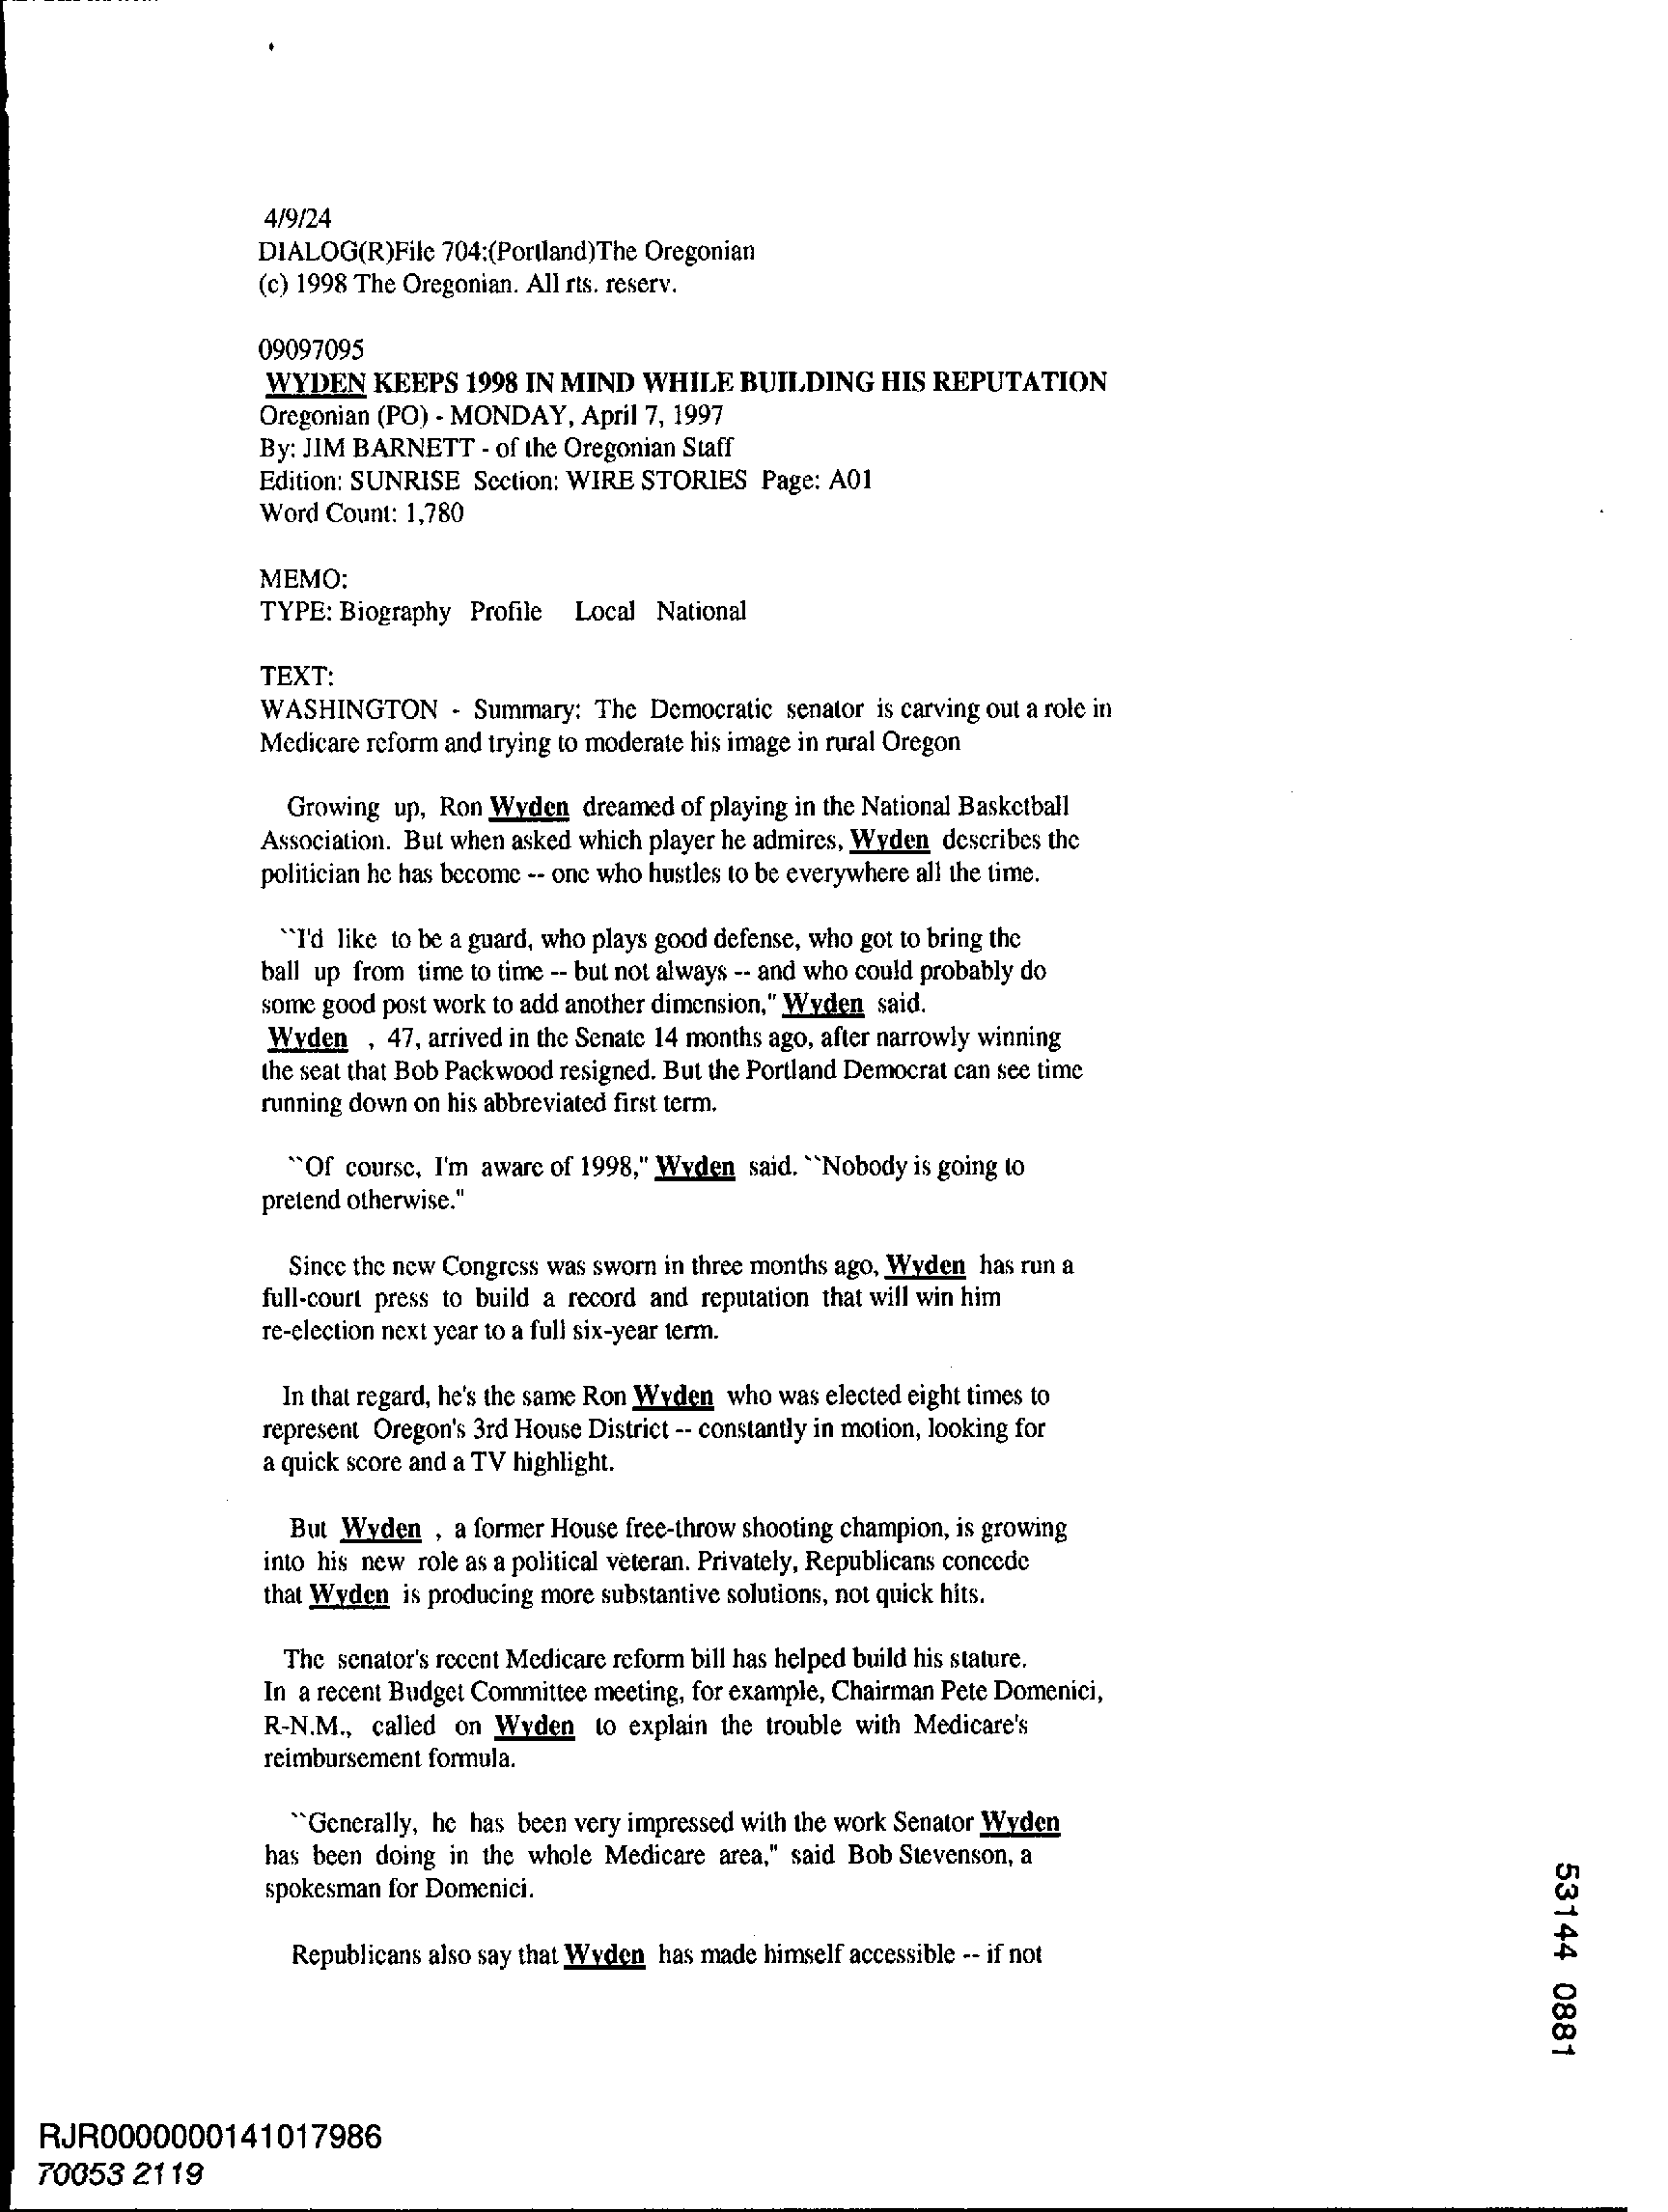 4/9/24
DIALOG(R)File 704:(Portland)The Oregonian
(c) 1998 The Oregonian. All rts. reserv.
09097095
WYDEN KEEPS 1998 IN MIND WHILE BUILDING HIS REPUTATION
Oregonian (PO) - MONDAY, April 7, 1997
By: JIM BARNETT - of the Oregonian Staff
Edition: SUNRISE Section: WIRE STORIES Page: A01
Word Count: 1,780
MEMO:
TYPE: Biography Profile Local National
TEXT:
WASHINGTON - Summary: The Democratic senator is carving out a role in
Medicare reform and trying to moderate his image in rural Oregon
Growing up, Ron Wyden dreamed of playing in the National Basketball
Association. But when asked which player he admires, Wyden describes the
politician he has become -- one who hustles to be everywhere all the time.
``I'd like to be a guard, who plays good defense, who got to bring the
ball up from time to time -- but not always -- and who could probably do
some good post work to add another dimension," Wyden said.
Wyden , 47, arrived in the Senate 14 months ago, after narrowly winning
the seat that Bob Packwood resigned. But the Portland Democrat can see time
running down on his abbreviated first term.
``Of course, I'm aware of 1998," Wyden said. ``Nobody is going to
pretend otherwise."
Since the new Congress was sworn in three months ago, Wyden has run a
full-court press to build a record and reputation that will win him
re-election next year to a full six-year term.
In that regard, he's the same Ron Wyden who was elected eight times to
represent Oregon's 3rd House District -- constantly in motion, looking for
a quick score and a TV highlight.
But Wyden , a former House free-throw shooting champion, is growing
into his new role as a political veteran. Privately, Republicans concede
that Wyden is producing more substantive solutions, not quick hits.
The senator's recent Medicare reform bill has helped build his stature.
In a recent Budget Committee meeting, for example, Chairman Pete Domenici,
R-N.M., called on Wyden to explain the trouble with Medicare's
reimbursement formula.
``Generally, he has been very impressed with the work Senator Wyden
has been doing in the whole Medicare area," said Bob Stevenson, a
spokesman for Domenici.
Republicans also say that Wyden has made himself accessible -- if not
53144 0881
RJR0000000141017986
70053 2119